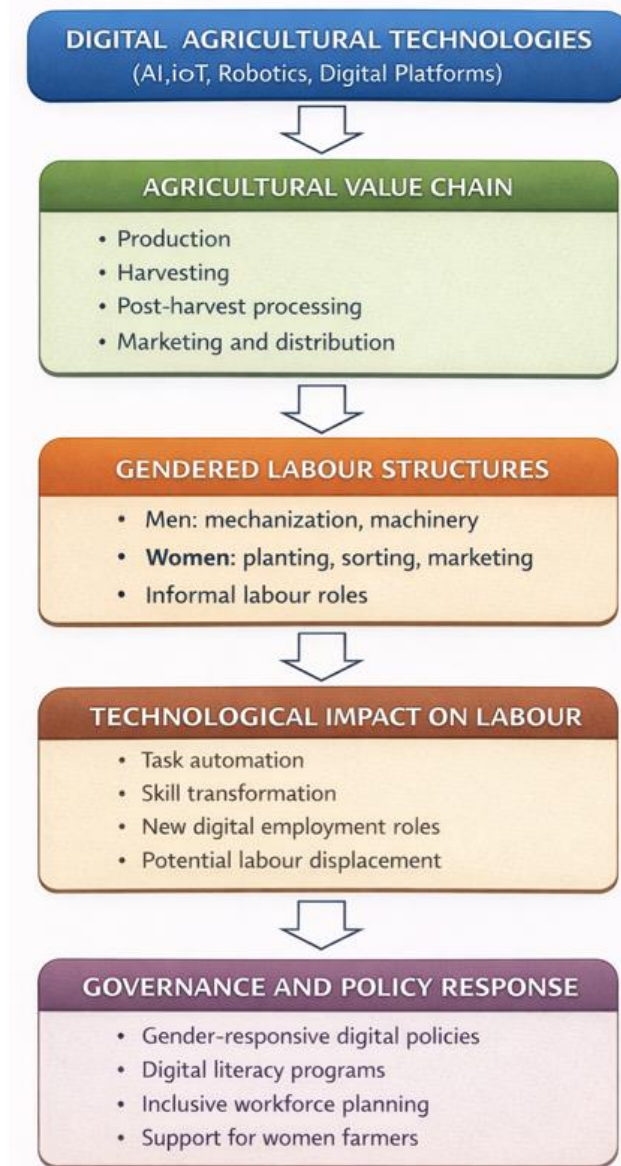 DIGITAL AGRICULTURAL TECHNOLOGIES
(AI,ioT, Robotics, Digital Platforms)
AGRICULTURAL VALUE CHAIN
• Production
• Harvesting
• Post-harvest processing
• Marketing and distribution
GENDERED LABOUR STRUCTURES
• Men: mechanization, machinery
• Women: planting, sorting, marketing
• Informal labour roles
TECHNOLOGICAL IMPACT ON LABOUR
• Task automation
• Skill transformation
• New digital employment roles
• Potential labour displacement
GOVERNANCE AND POLICY RESPONSE
• Gender-responsive digital policies
• Digital literacy programs
• Inclusive workforce planning
• Support for women farmers